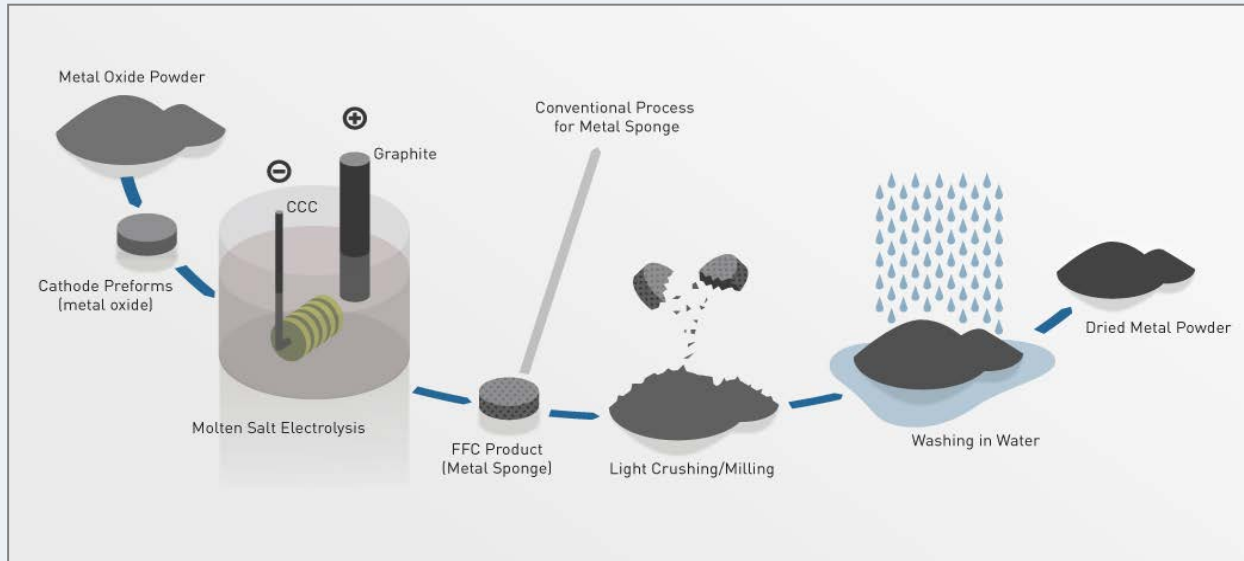 Metal Oxide Powder
Cathode Preforms
(metal oxide)
CCC
Graphite
Molten Salt Electrolysis
Conventional Process
for Metal Sponge
FFC Product
(Metal Sponge)
Light Crushing/Milling
Washing in Water
Dried Metal Powder